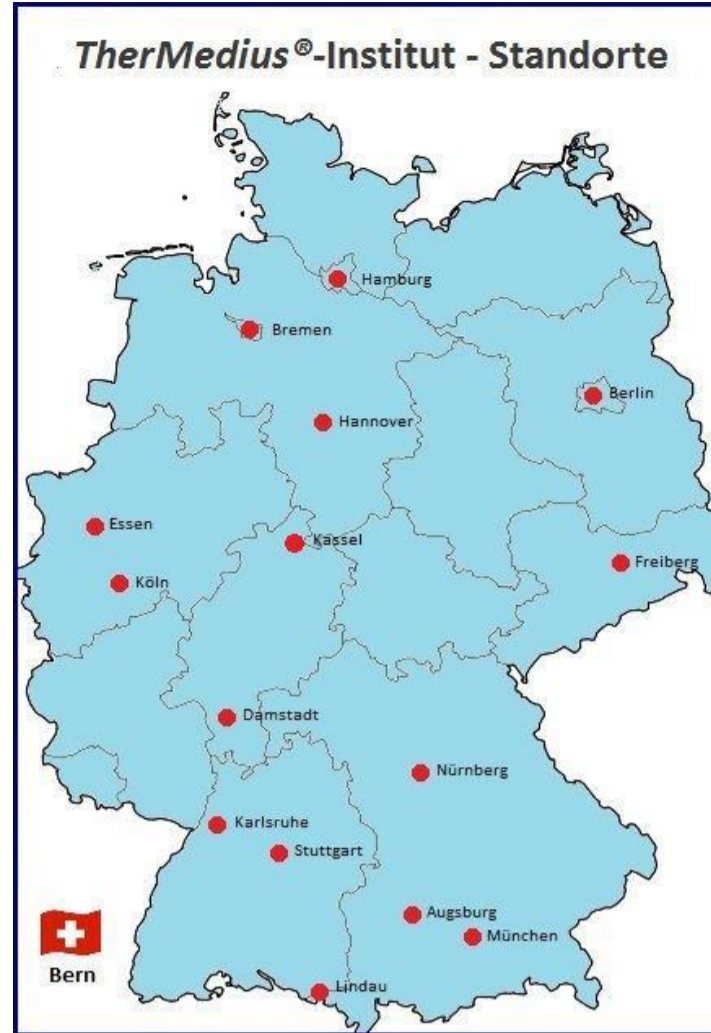 TherMedius®-Institut - Standorte
Hamburg
Bremen
Berlin
Hannover
Essen
Kassel
Freiberg
Köln
Damstadt
Nürnberg
Karlsruhe
Stuttgart
Augsburg
München
Bern
Lindau